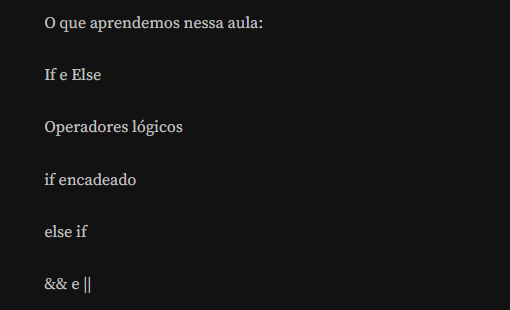 O que aprendemos nessa aula:
If e Else
Operadores lógicos
if encadeado
else if
&& e ||